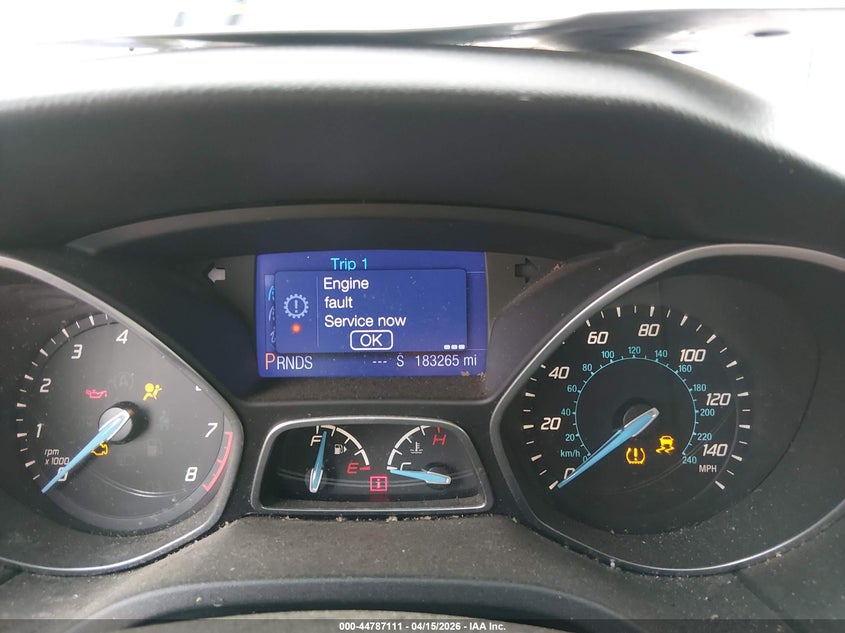 Trip 1
Engine
fault
Service now
OK
PRNDS --- S 183265 mi
0 1 2 3 4 7 8
rpm
x1000
F E
C H
0 20 40 60 80 100 120 140
MPH
0 20 40 60 80 100 120 140 160 180 200 220 240
km/h
000-44787111 - 04/15/2026 - IAA Inc.